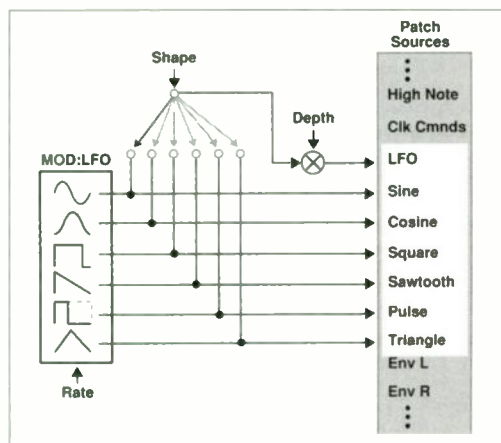 Patch
Sources
Shape
High Note
Depth
Clk Cmnds
MOD:LFO
LFO
Sine
Cosine
Square
Sawtooth
Pulse
Triangle
Env L
Rate
Env R